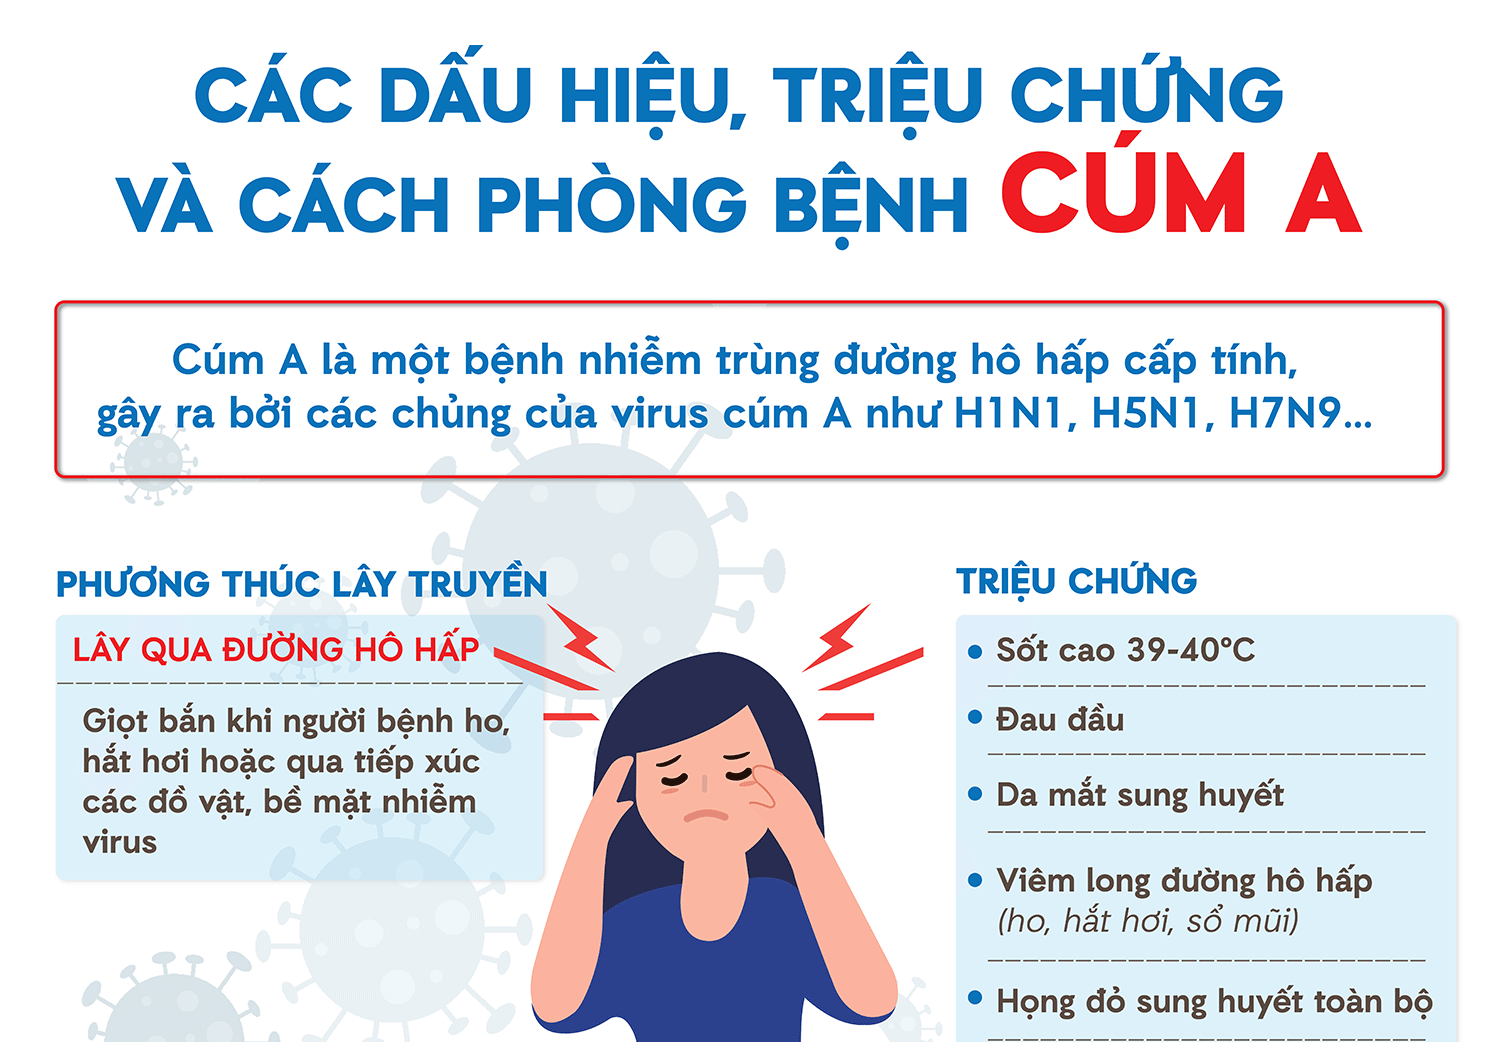 CÁC DẤU HIỆU, TRIỆU CHỨNG
VÀ CÁCH PHÒNG BỆNH CÚM A
Cúm A là một bệnh nhiễm trùng đường hô hấp cấp tính,
gây ra bởi các chủng của virus cúm A như H1N1, H5N1, H7N9...
PHƯƠNG THÚC LÂY TRUYỀN
LÂY QUA ĐƯỜNG HÔ HẤP
Giọt bắn khi người bệnh ho,
hắt hơi hoặc qua tiếp xúc
các đồ vật, bề mặt nhiễm
virus
TRIỆU CHỨNG
• Sốt cao 39-40°C
• Đau đầu
• Da mắt sung huyết
• Viêm long đường hô hấp
(ho, hắt hơi, sổ mũi)
• Họng đỏ sung huyết toàn bộ